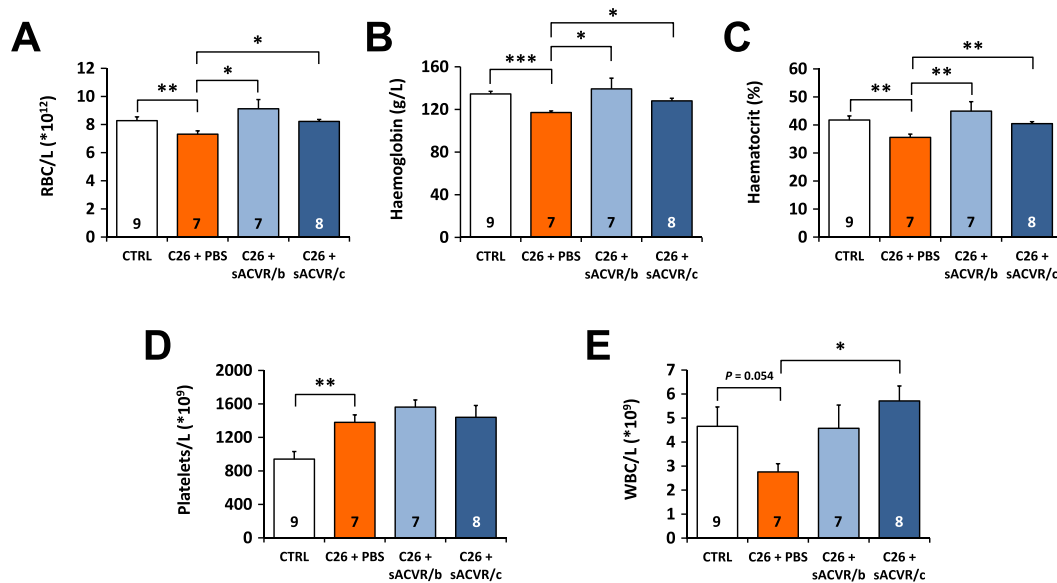 A
RBC/L (*10¹²)
12
10
8
6
4
2
0
**
*
*
9
7
7
8
CTRL
C26 + PBS
C26 +
sACVR/b
C26 +
sACVR/c
B
Haemoglobin (g/L)
160
120
80
40
0
***
*
*
9
7
7
8
CTRL
C26 + PBS
C26 +
sACVR/b
C26 +
sACVR/c
C
Haematocrit (%)
60
50
40
30
20
10
0
**
**
**
9
7
7
8
CTRL
C26 + PBS
C26 +
sACVR/b
C26 +
sACVR/c
D
Platelets/L (*10⁹)
2000
1600
1200
800
400
0
**
9
7
7
8
CTRL
C26 + PBS
C26 +
sACVR/b
C26 +
sACVR/c
E
WBC/L (*10⁹)
7
6
5
4
3
2
1
0
P = 0.054
*
9
7
7
8
CTRL
C26 + PBS
C26 +
sACVR/b
C26 +
sACVR/c